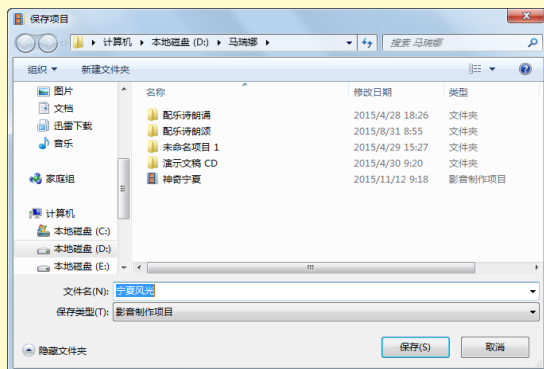 保存项目
计算机 ▸ 本地磁盘 (D:) ▸ 马瑞娜 ▸
搜索 马瑞娜
组织 新建文件夹
名称 修改日期 类型
图片
文档
迅雷下载
音乐
家庭组
计算机
本地磁盘 (C:)
本地磁盘 (D:)
本地磁盘 (E:)
配乐诗朗诵 2015/4/28 18:26 文件夹
配乐诗朗颂 2015/8/31 8:55 文件夹
未命名项目 1 2015/4/29 15:27 文件夹
演示文稿 CD 2015/4/30 9:20 文件夹
神奇宁夏 2015/11/12 9:18 影音制作项目
文件名(N): 宁夏风光
保存类型(T): 影音制作项目
隐藏文件夹
保存(S) 取消